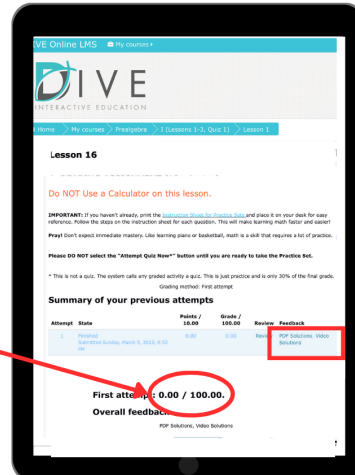 VE Online LMS My courses
DIVE
INTERACTIVE EDUCATION
Home My courses Prealgebra I (Lessons 1-3, Quiz 1) Lesson 1
Lesson 16
Do NOT Use a Calculator on this lesson.
IMPORTANT: If you haven't already, print the Instruction Sheet for Practice Sets and place it on your desk for easy
reference. Follow the steps on the instruction sheet for each question. This will make learning math faster and easier!
Pray! Don't expect immediate mastery. Like learning piano or basketball, math is a skill that requires a lot of practice.
Please DO NOT select the "Attempt Quiz Now*" button until you are ready to take the Practice Set.
* This is not a quiz. The system calls any graded activity a quiz. This is just practice and is only 30% of the final grade.
Grading method: First attempt
Summary of your previous attempts
Attempt State Points / 10.00 Grade / 100.00 Review Feedback
1 Finished 0.00 0.00 Review PDF Solutions, Video Solutions
Submitted Sunday, March 5, 2023, 6:52
AM
First attempt: 0.00 / 100.00.
Overall feedback
PDF Solutions, Video Solutions